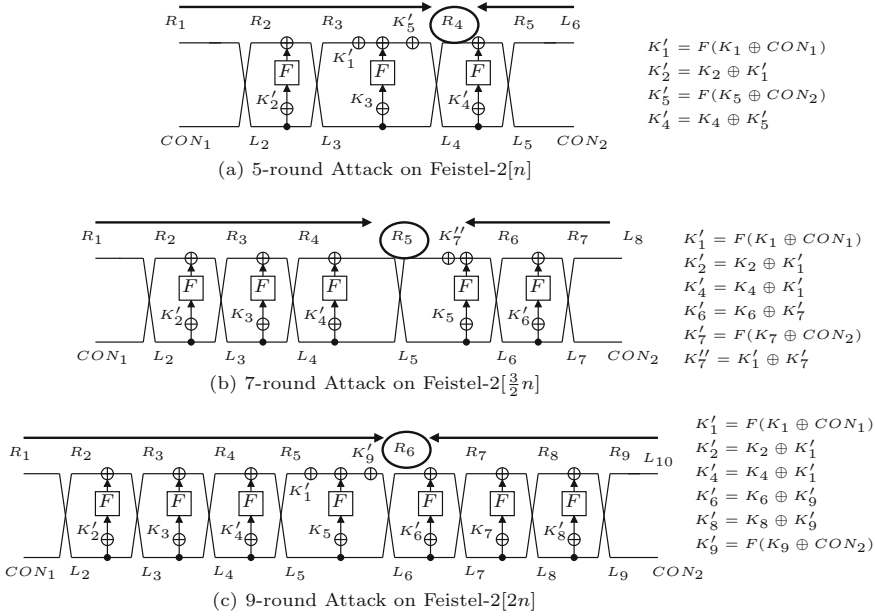 R₁ R₂ R₃ K′₅ R₄ R₅ L₆
K′₁
F F F
K′₂ K₃ K′₄
CON₁ L₂ L₃ L₄ L₅ CON₂
K′₁ = F(K₁ ⊕ CON₁)
K′₂ = K₂ ⊕ K′₁
K′₅ = F(K₅ ⊕ CON₂)
K′₄ = K₄ ⊕ K′₅
(a) 5-round Attack on Feistel-2[n]
R₁ R₂ R₃ R₄ R₅ K″₇ R₆ R₇ L₈
F F F F F
K′₂ K₃ K′₄ K₅ K′₆
CON₁ L₂ L₃ L₄ L₅ L₆ L₇ CON₂
K′₁ = F(K₁ ⊕ CON₁)
K′₂ = K₂ ⊕ K′₁
K′₄ = K₄ ⊕ K′₁
K′₆ = K₆ ⊕ K′₇
K′₇ = F(K₇ ⊕ CON₂)
K″₇ = K′₁ ⊕ K′₇
(b) 7-round Attack on Feistel-2[3/2 n]
R₁ R₂ R₃ R₄ R₅ K′₉ R₆ R₇ R₈ R₉ L₁₀
K′₁
F F F F F F F
K′₂ K₃ K′₄ K₅ K′₆ K₇ K′₈
CON₁ L₂ L₃ L₄ L₅ L₆ L₇ L₈ L₉ CON₂
K′₁ = F(K₁ ⊕ CON₁)
K′₂ = K₂ ⊕ K′₁
K′₄ = K₄ ⊕ K′₁
K′₆ = K₆ ⊕ K′₉
K′₈ = K₈ ⊕ K′₉
K′₉ = F(K₉ ⊕ CON₂)
(c) 9-round Attack on Feistel-2[2n]